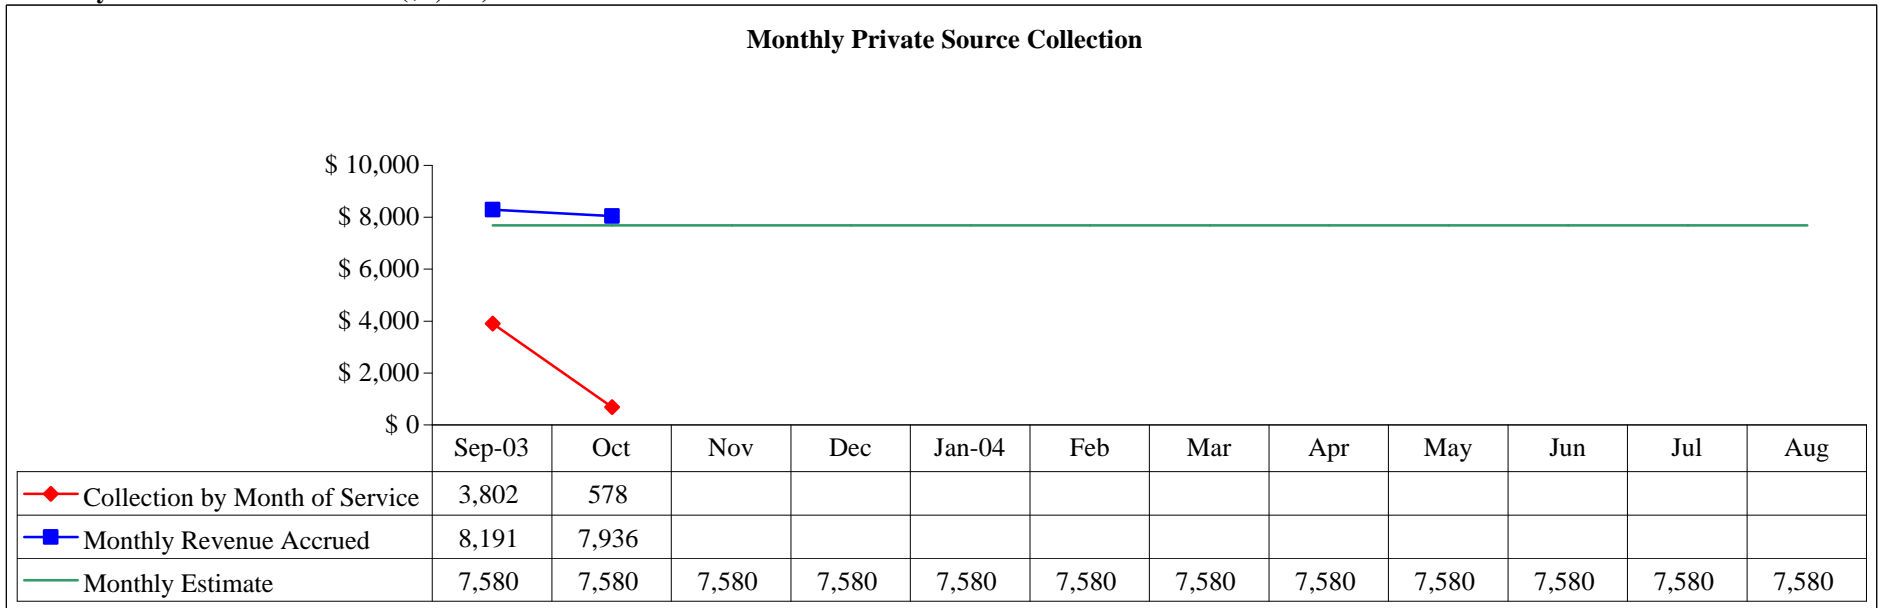 Monthly Private Source Collection
$ 10,000
$ 8,000
$ 6,000
$ 4,000
$ 2,000
$ 0
Sep-03 Oct Nov Dec Jan-04 Feb Mar Apr May Jun Jul Aug
Collection by Month of Service 3,802 578
Monthly Revenue Accrued 8,191 7,936
Monthly Estimate 7,580 7,580 7,580 7,580 7,580 7,580 7,580 7,580 7,580 7,580 7,580 7,580